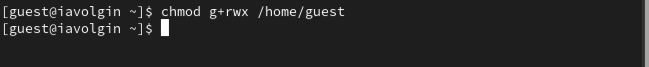 [guest@iavolgin ~]$ chmod g+rwx /home/guest
[guest@iavolgin ~]$